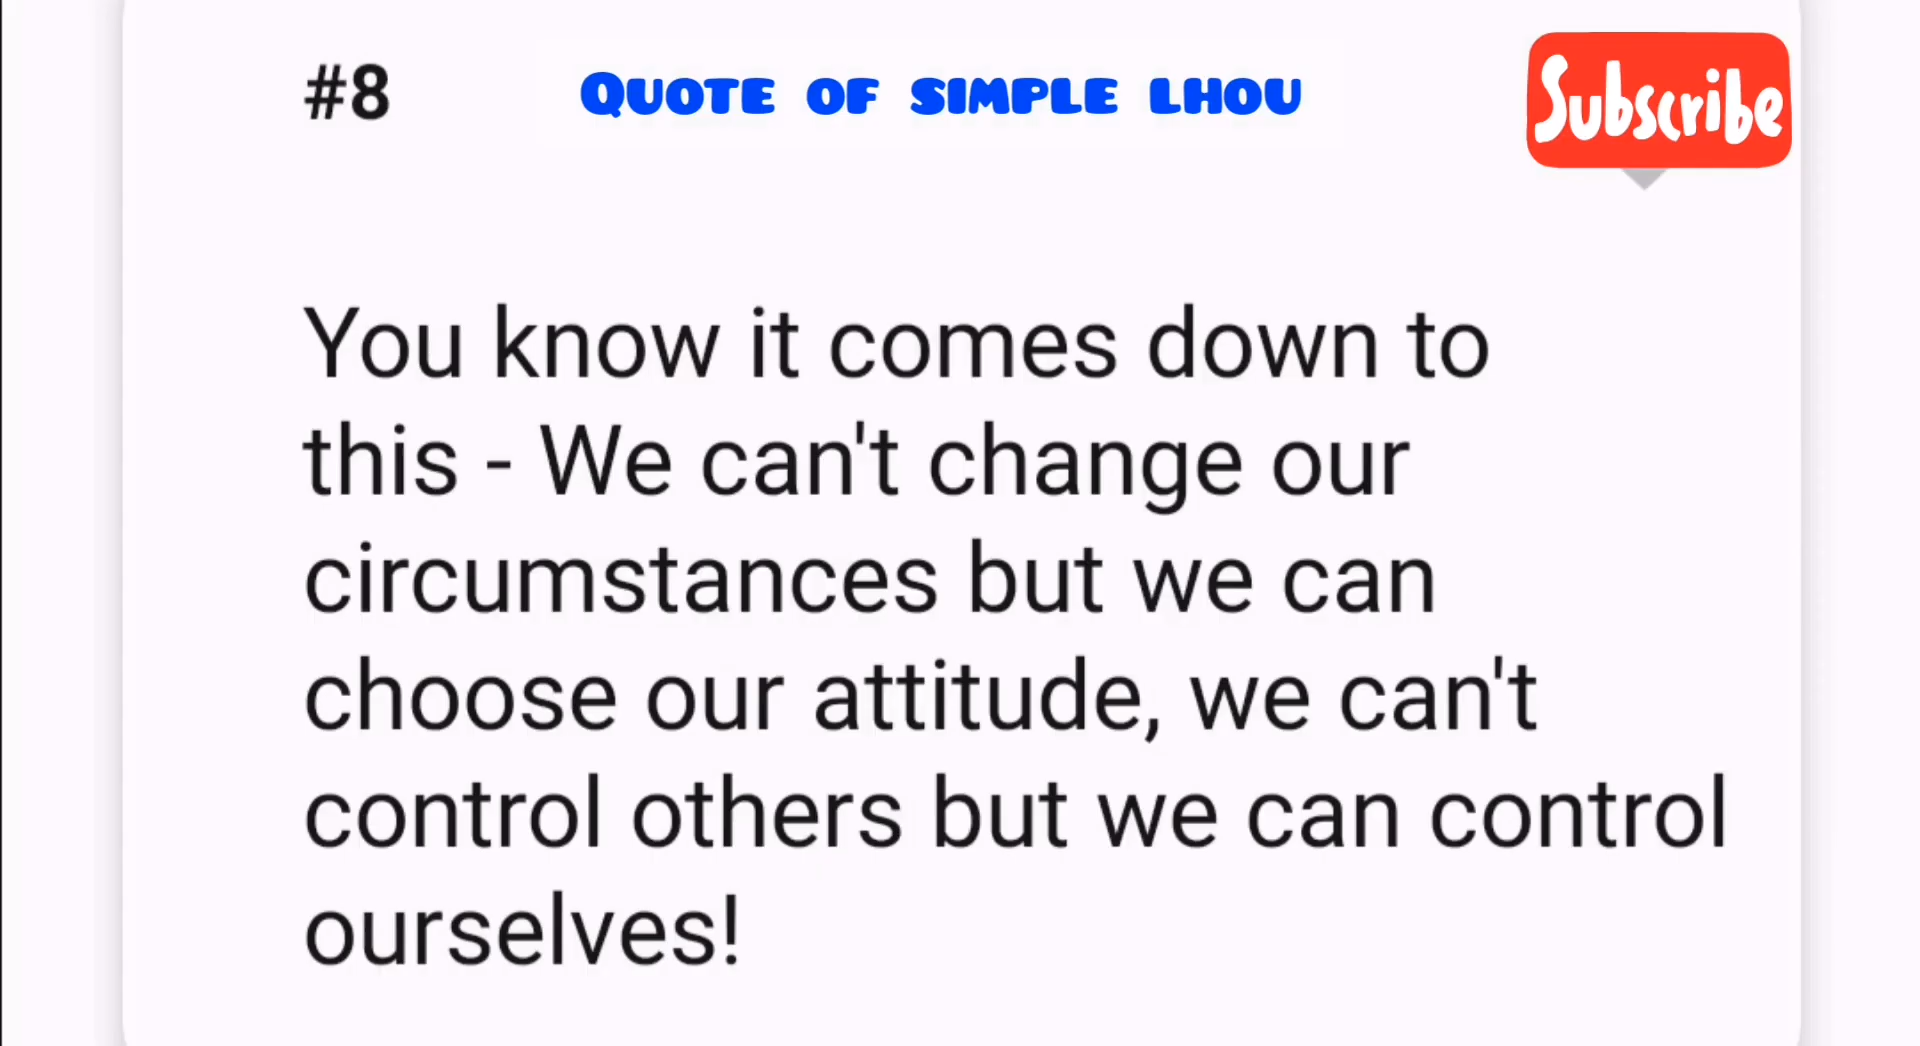 #8
QUOTE OF SIMPLE LHOU
Subscribe
You know it comes down to
this - We can't change our
circumstances but we can
choose our attitude, we can't
control others but we can control
ourselves!